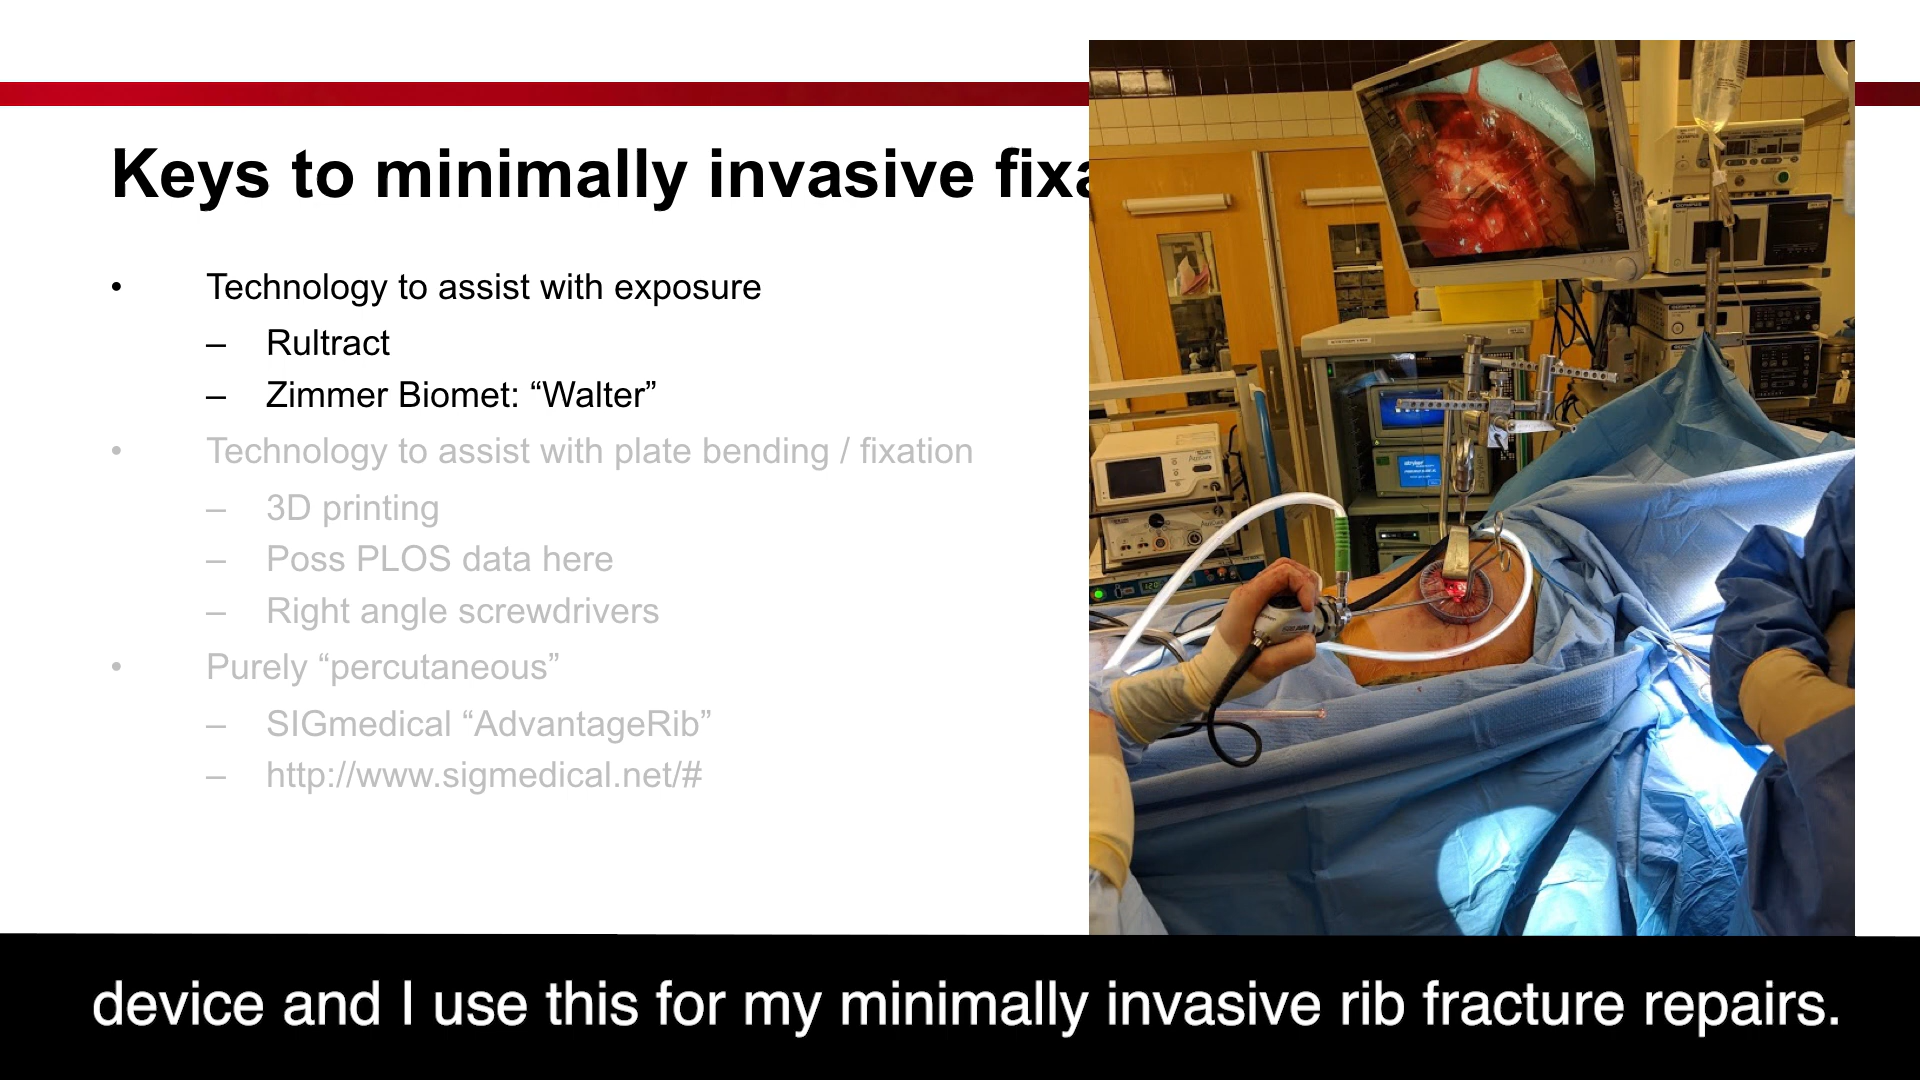 Keys to minimally invasive fixa
• Technology to assist with exposure
– Rultract
– Zimmer Biomet: “Walter”
• Technology to assist with plate bending / fixation
– 3D printing
– Poss PLOS data here
– Right angle screwdrivers
• Purely “percutaneous”
– SIGmedical “AdvantageRib”
– http://www.sigmedical.net/#
stryker
stryker
device and I use this for my minimally invasive rib fracture repairs.